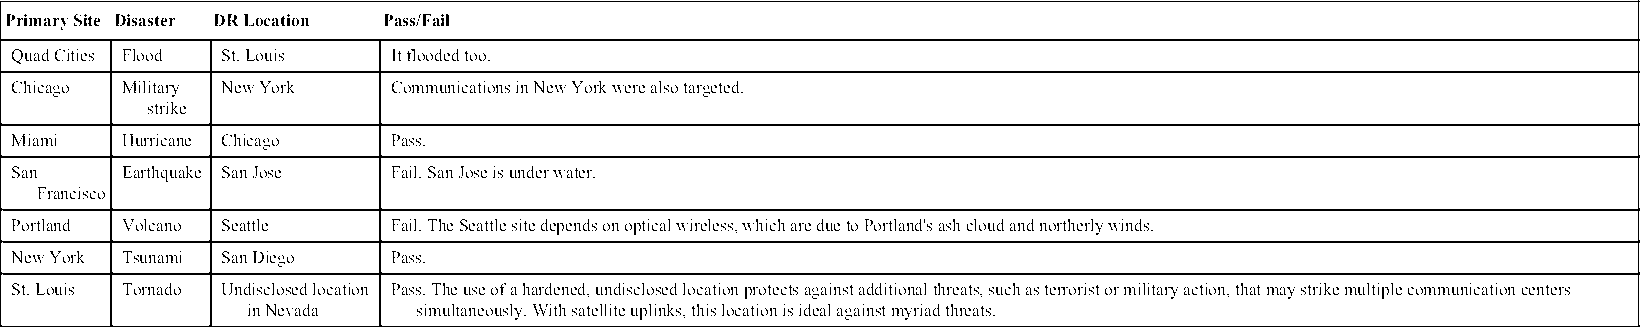 Primary Site Disaster DR Location Pass/Fail
Quad Cities Flood St. Louis It flooded too.
Chicago Military strike New York Communications in New York were also targeted.
Miami Hurricane Chicago Pass.
San Francisco Earthquake San Jose Fail. San Jose is under water.
Portland Volcano Seattle Fail. The Seattle site depends on optical wireless, which are due to Portland's ash cloud and northerly winds.
New York Tsunami San Diego Pass.
St. Louis Tornado Undisclosed location in Nevada Pass. The use of a hardened, undisclosed location protects against additional threats, such as terrorist or military action, that may strike multiple communication centers
simultaneously. With satellite uplinks, this location is ideal against myriad threats.